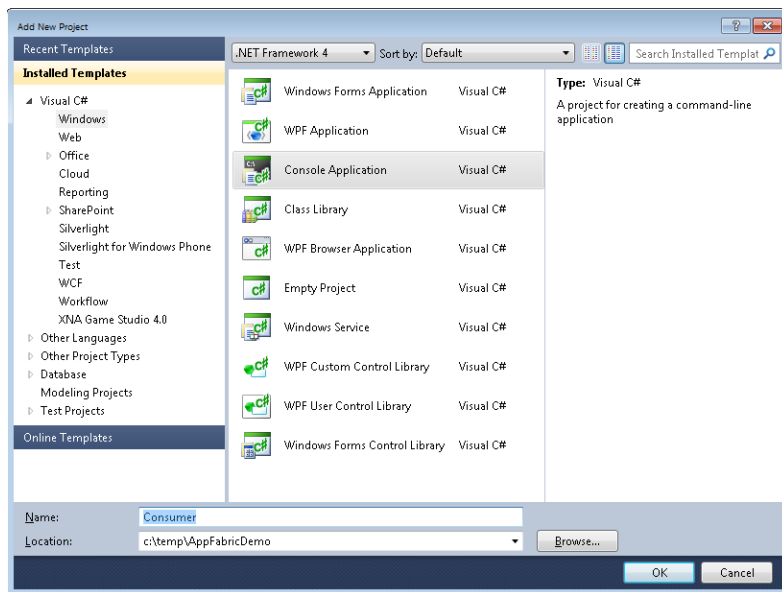 Add New Project
Recent Templates
Installed Templates
Visual C#
Windows
Web
Office
Cloud
Reporting
SharePoint
Silverlight
Silverlight for Windows Phone
Test
WCF
Workflow
XNA Game Studio 4.0
Other Languages
Other Project Types
Database
Modeling Projects
Test Projects
Online Templates
.NET Framework 4 Sort by: Default Search Installed Templat
Windows Forms Application Visual C#
WPF Application Visual C#
Console Application Visual C#
Class Library Visual C#
WPF Browser Application Visual C#
Empty Project Visual C#
Windows Service Visual C#
WPF Custom Control Library Visual C#
WPF User Control Library Visual C#
Windows Forms Control Library Visual C#
Type: Visual C#
A project for creating a command-line
application
Name: Consumer
Location: c:\temp\AppFabricDemo Browse...
OK Cancel